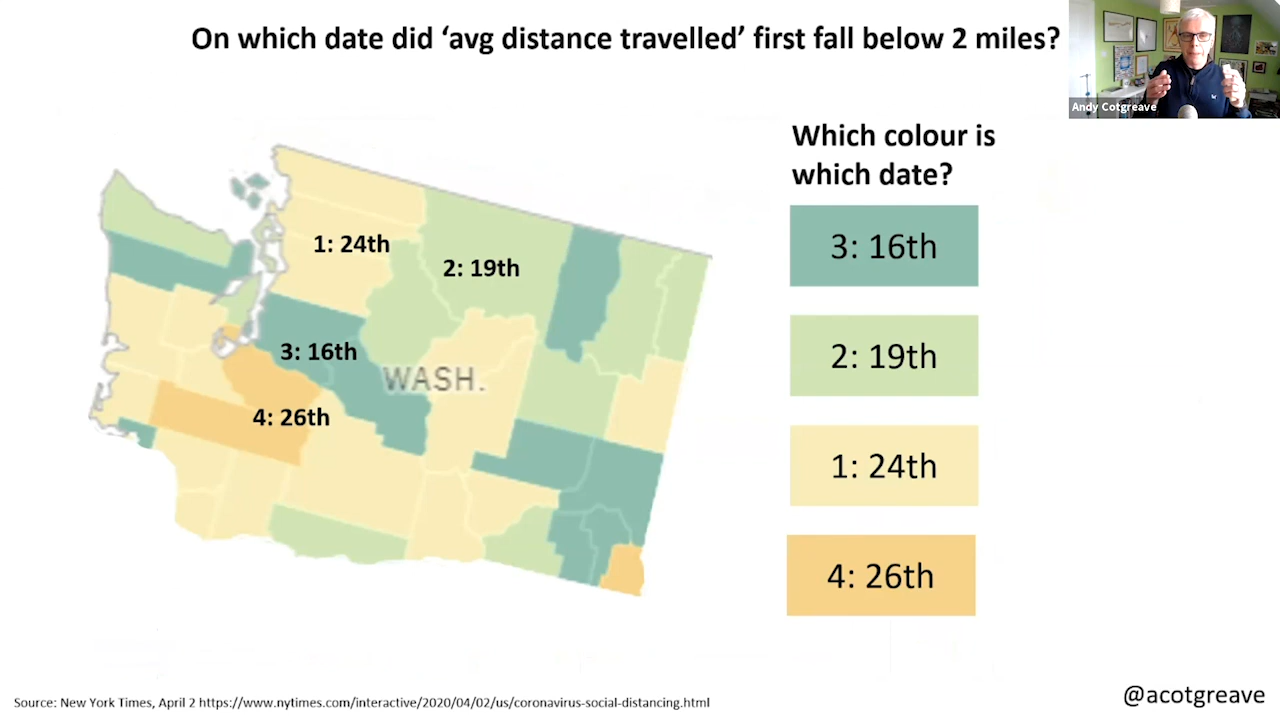 On which date did ‘avg distance travelled’ first fall below 2 miles?
Andy Cotgreave
Which colour is
which date?
1: 24th
2: 19th
3: 16th
WASH.
4: 26th
3: 16th
2: 19th
1: 24th
4: 26th
Source: New York Times, April 2 https://www.nytimes.com/interactive/2020/04/02/us/coronavirus-social-distancing.html
@acotgreave